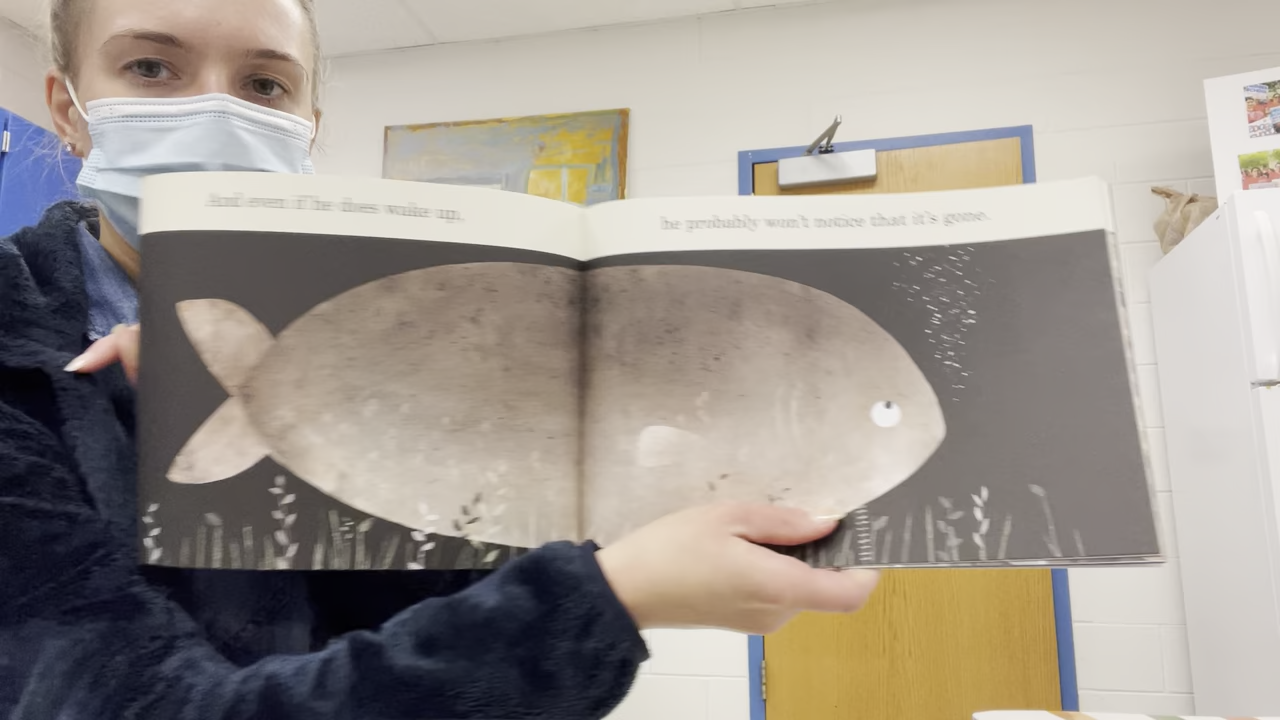 And even if he does wake up,
he probably won't notice that it's gone.